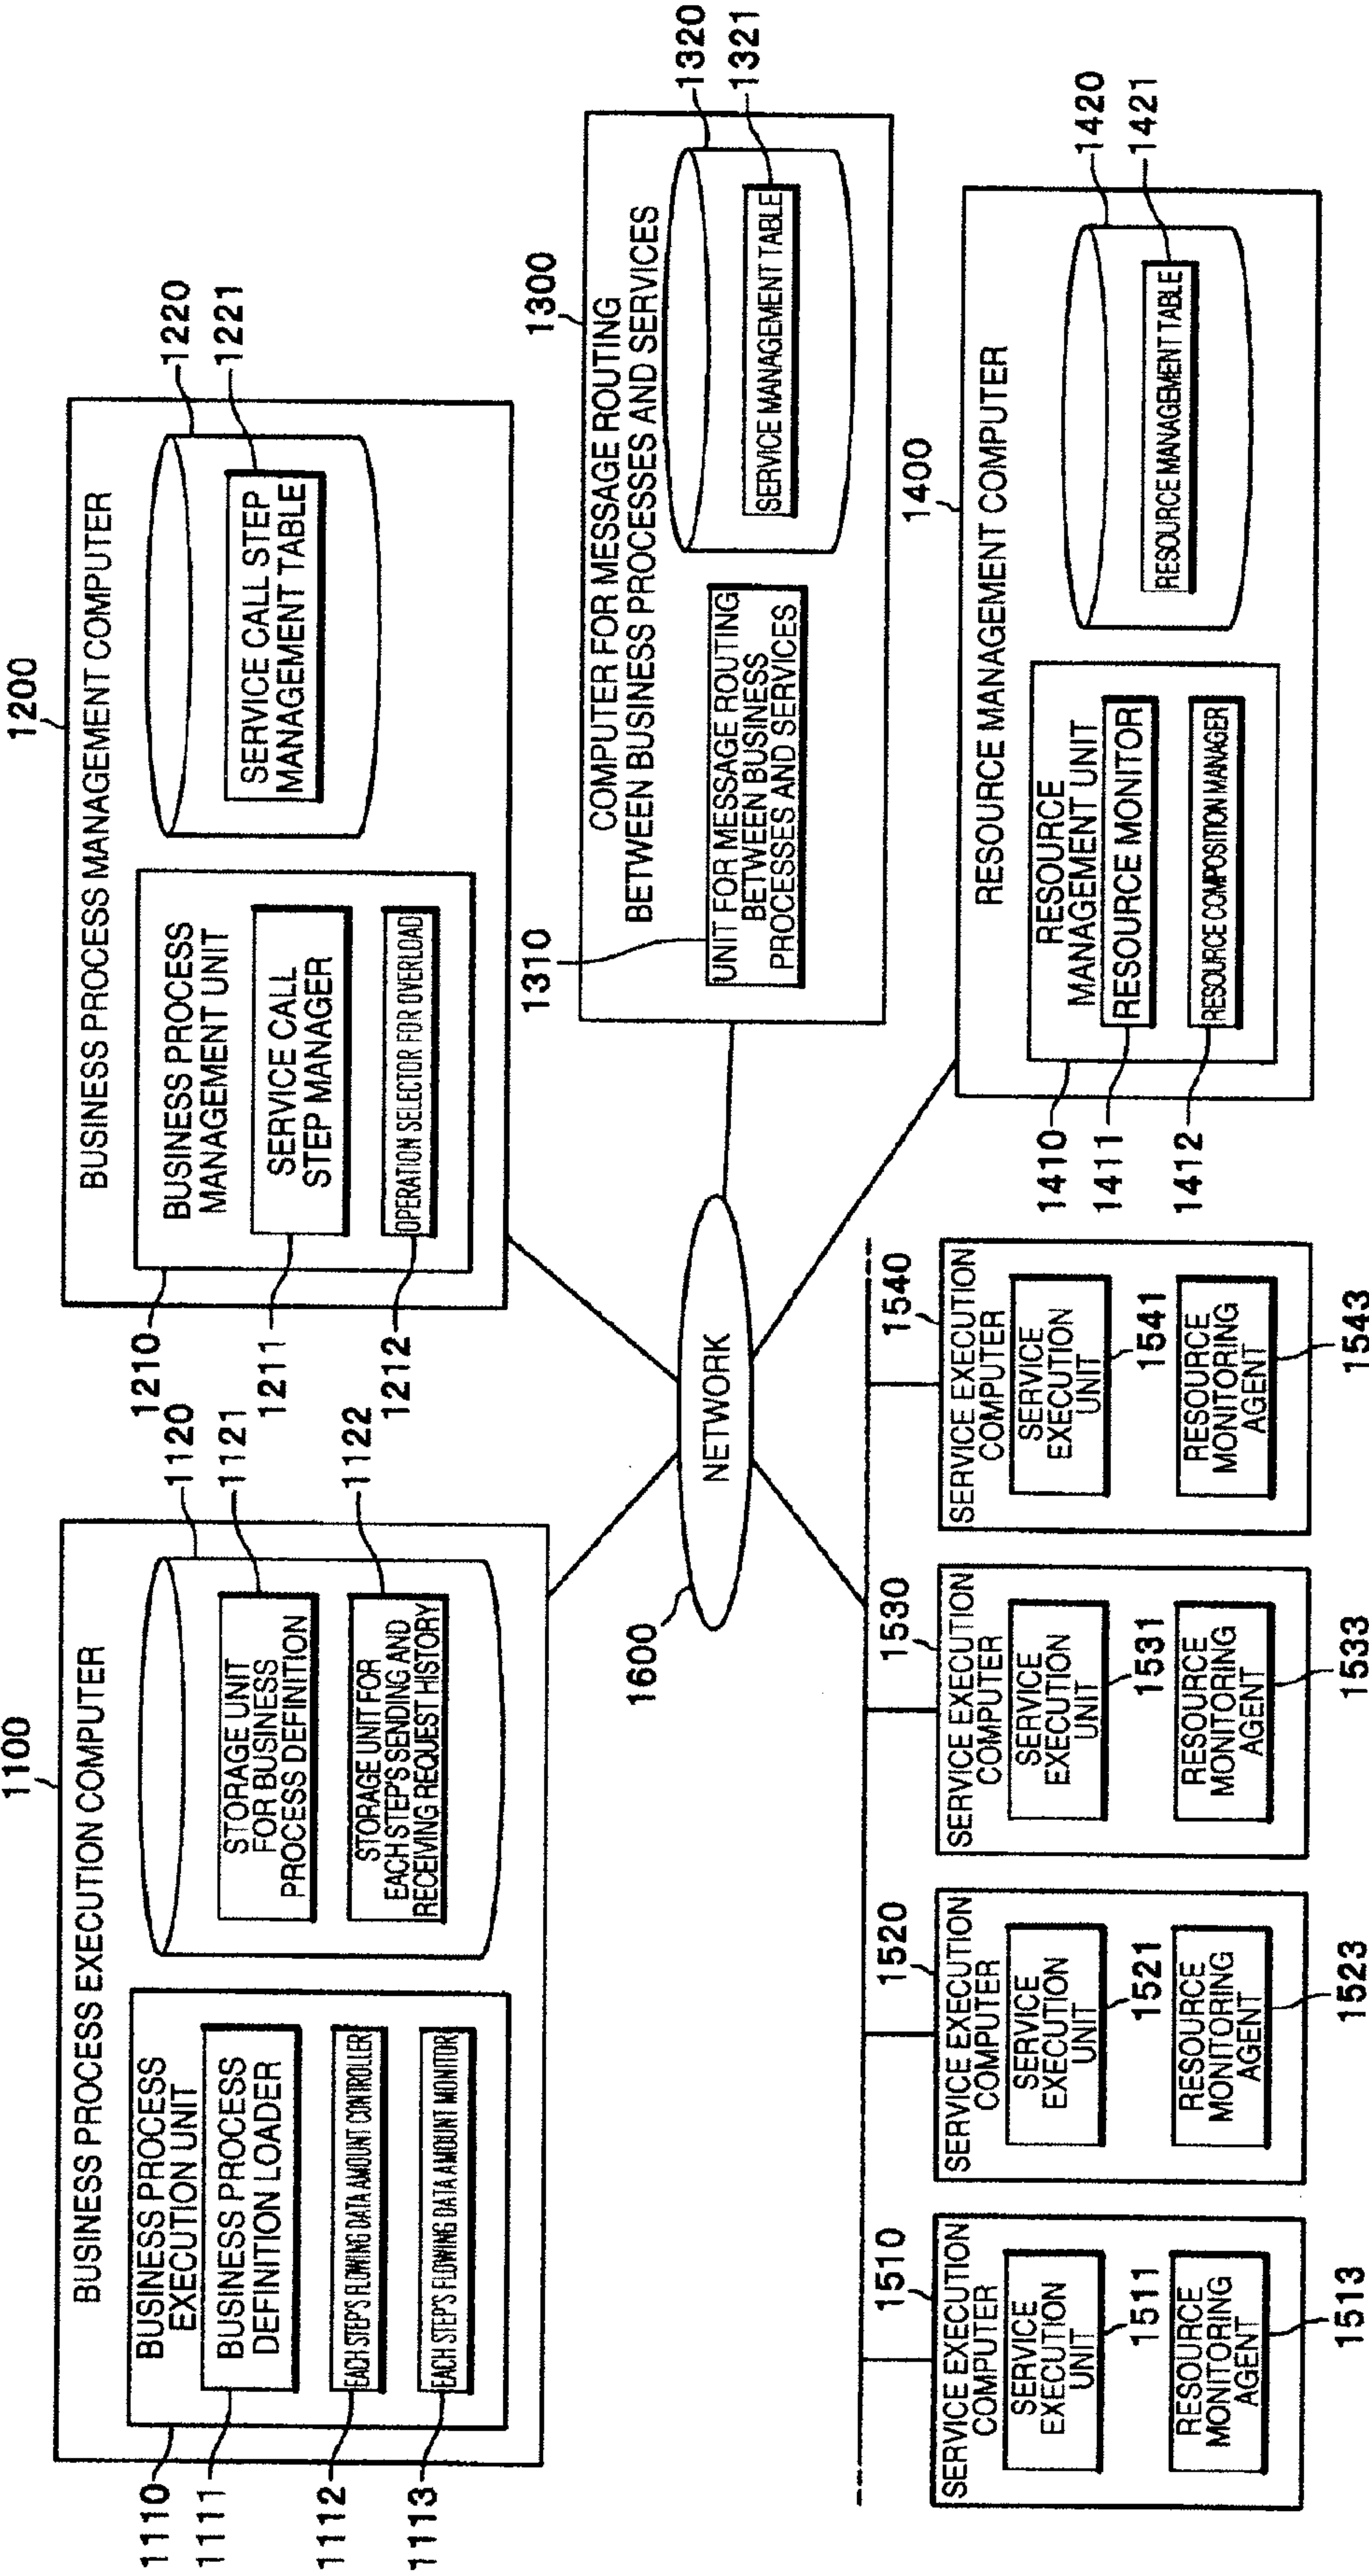 1100
BUSINESS PROCESS EXECUTION COMPUTER
1110
BUSINESS PROCESS
EXECUTION UNIT
1111
BUSINESS PROCESS
DEFINITION LOADER
1112
EACH STEP'S FLOWING DATA AMOUNT CONTROLLER
1113
EACH STEP'S FLOWING DATA AMOUNT MONITOR
1120
1121
STORAGE UNIT
FOR BUSINESS
PROCESS DEFINITION
1122
STORAGE UNIT FOR
EACH STEP'S SENDING AND
RECEIVING REQUEST HISTORY
1200
BUSINESS PROCESS MANAGEMENT COMPUTER
1210
BUSINESS PROCESS
MANAGEMENT UNIT
1211
SERVICE CALL
STEP MANAGER
1212
OPERATION SELECTOR FOR OVERLOAD
1220
1221
SERVICE CALL STEP
MANAGEMENT TABLE
1600
NETWORK
1300
COMPUTER FOR MESSAGE ROUTING
BETWEEN BUSINESS PROCESSES AND SERVICES
1310
UNIT FOR MESSAGE ROUTING
BETWEEN BUSINESS
PROCESSES AND SERVICES
1320
1321
SERVICE MANAGEMENT TABLE
1400
RESOURCE MANAGEMENT COMPUTER
1410
RESOURCE
MANAGEMENT UNIT
1411
RESOURCE MONITOR
1412
RESOURCE COMPOSITION MANAGER
1420
1421
RESOURCE MANAGEMENT TABLE
1510
SERVICE EXECUTION
COMPUTER
SERVICE
EXECUTION
UNIT
1511
RESOURCE
MONITORING
AGENT
1513
1520
SERVICE EXECUTION
COMPUTER
SERVICE
EXECUTION
UNIT
1521
RESOURCE
MONITORING
AGENT
1523
1530
SERVICE EXECUTION
COMPUTER
SERVICE
EXECUTION
UNIT
1531
RESOURCE
MONITORING
AGENT
1533
1540
SERVICE EXECUTION
COMPUTER
SERVICE
EXECUTION
UNIT
1541
RESOURCE
MONITORING
AGENT
1543